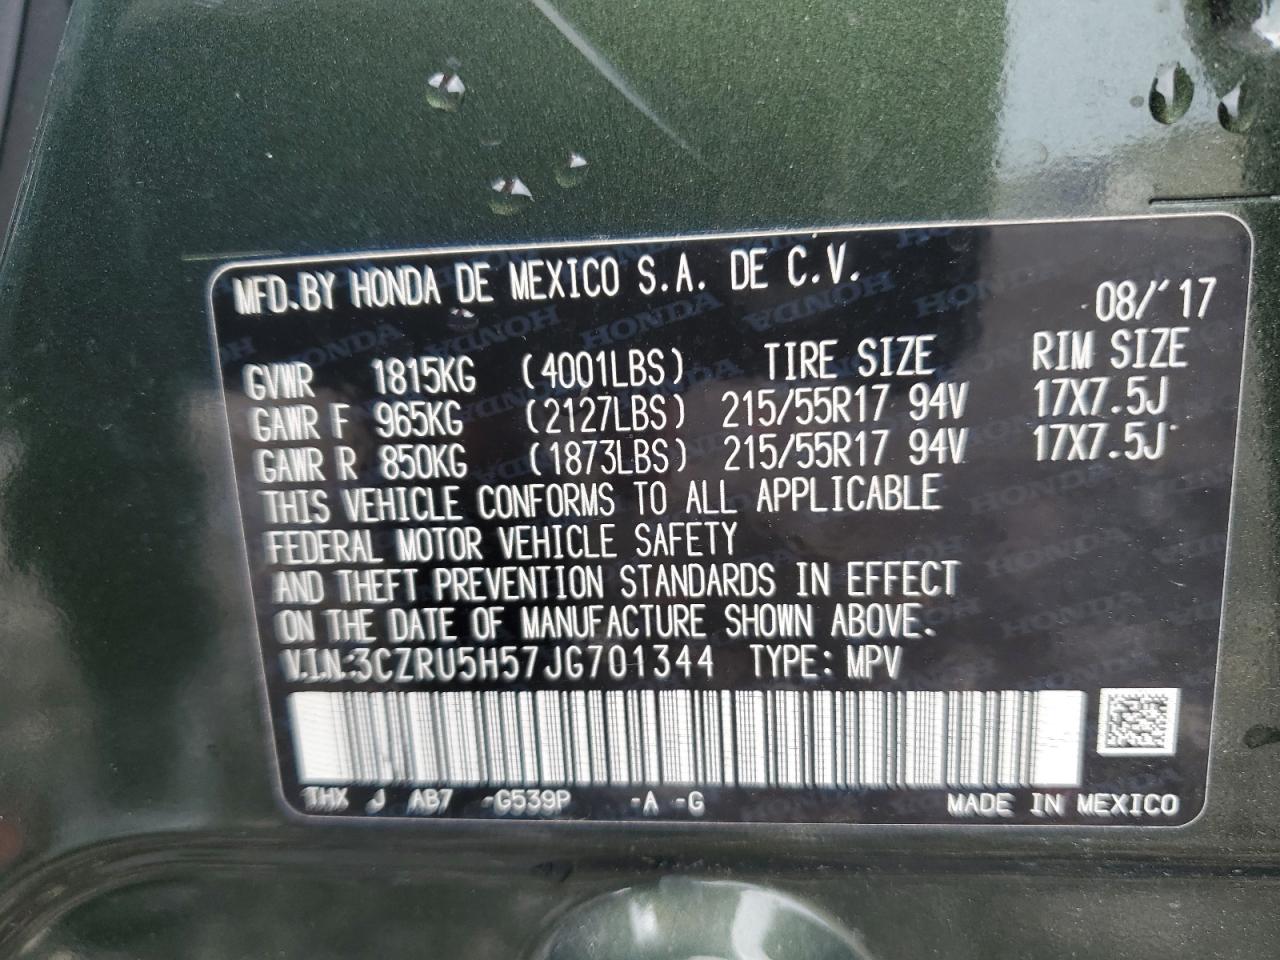 MFD.BY HONDA DE MEXICO S.A. DE C.V.
08/'17
GVWR 1815KG (4001LBS) TIRE SIZE RIM SIZE
GAWR F 965KG (2127LBS) 215/55R17 94V 17X7.5J
GAWR R 850KG (1873LBS) 215/55R17 94V 17X7.5J
THIS VEHICLE CONFORMS TO ALL APPLICABLE
FEDERAL MOTOR VEHICLE SAFETY
AND THEFT PREVENTION STANDARDS IN EFFECT
ON THE DATE OF MANUFACTURE SHOWN ABOVE.
V.I.N:3CZRU5H57JG701344 TYPE: MPV
THX J AB7 -G539P -A -G MADE IN MEXICO